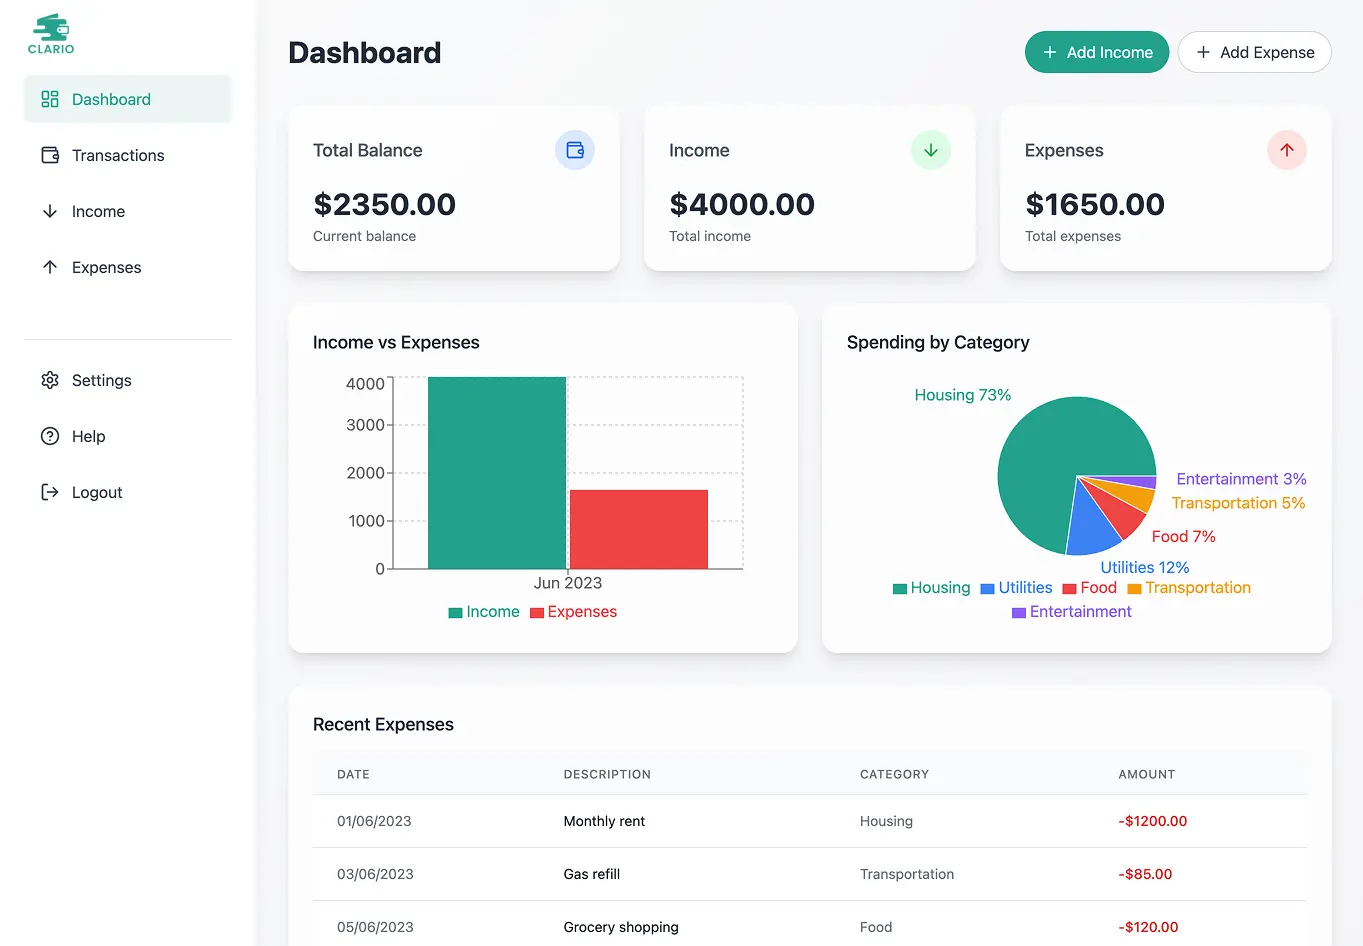 CLARIO
Dashboard
Transactions
Income
Expenses
Settings
Help
Logout
Dashboard
+ Add Income
+ Add Expense
Total Balance
$2350.00
Current balance
Income
$4000.00
Total income
Expenses
$1650.00
Total expenses
Income vs Expenses
4000
3000
2000
1000
0
Jun 2023
Income Expenses
Spending by Category
Housing 73%
Entertainment 3%
Transportation 5%
Food 7%
Utilities 12%
Housing Utilities Food Transportation
Entertainment
Recent Expenses
DATE DESCRIPTION CATEGORY AMOUNT
01/06/2023 Monthly rent Housing -$1200.00
03/06/2023 Gas refill Transportation -$85.00
05/06/2023 Grocery shopping Food -$120.00